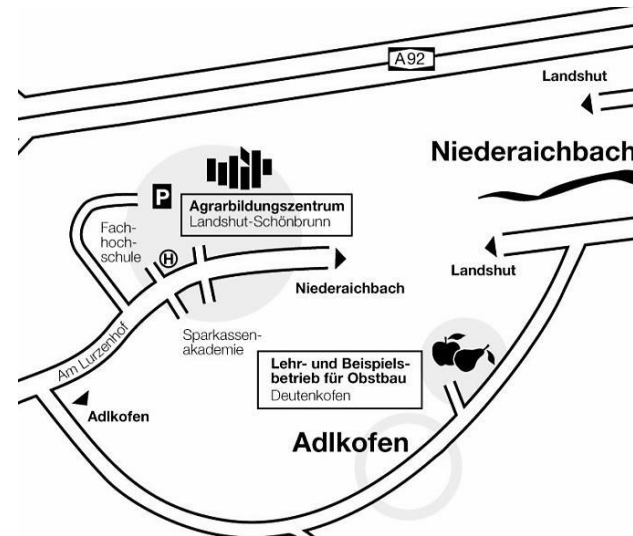 A92
Landshut
Niederaichbach
P
Agrarbildungszentrum
Landshut-Schönbrunn
Fach-
hoch-
schule
H
Landshut
Niederaichbach
Sparkassen-
akademie
Am Lurzenhof
Lehr- und Beispiels-
betrieb für Obstbau
Deutenkofen
Adlkofen
Adlkofen